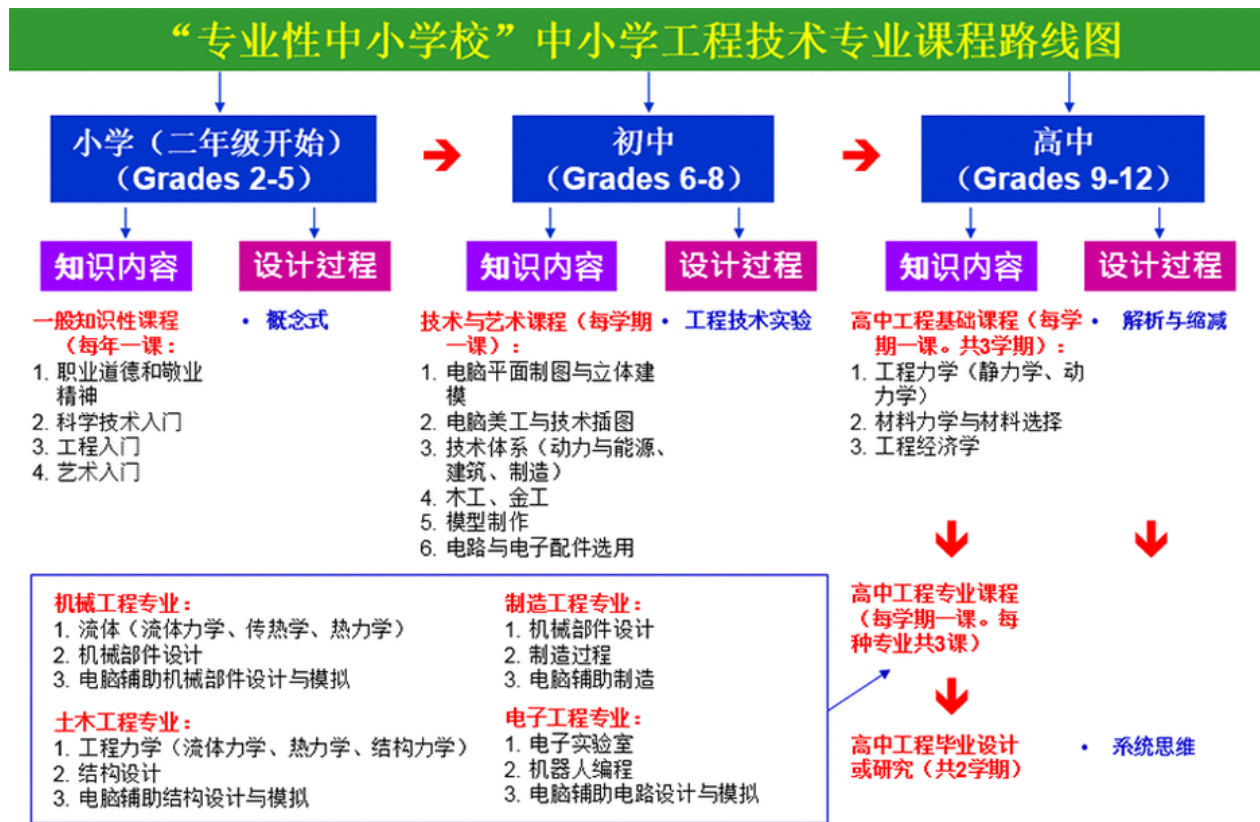 “专业性中小学校”中小学工程技术专业课程路线图
小学（二年级开始）
（Grades 2-5）
初中
（Grades 6-8）
高中
（Grades 9-12）
知识内容
设计过程
知识内容
设计过程
知识内容
设计过程
一般知识性课程
（每年一课：
1. 职业道德和敬业
精神
2. 科学技术入门
3. 工程入门
4. 艺术入门
• 概念式
技术与艺术课程（每学期
一课）：
1. 电脑平面制图与立体建
模
2. 电脑美工与技术插图
3. 技术体系（动力与能源、
建筑、制造）
4. 木工、金工
5. 模型制作
6. 电路与电子配件选用
• 工程技术实验
高中工程基础课程（每学
期一课。共3学期）：
1. 工程力学（静力学、动
力学）
2. 材料力学与材料选择
3. 工程经济学
• 解析与缩减
机械工程专业：
1. 流体（流体力学、传热学、热力学）
2. 机械部件设计
3. 电脑辅助机械部件设计与模拟
制造工程专业：
1. 机械部件设计
2. 制造过程
3. 电脑辅助制造
土木工程专业：
1. 工程力学（流体力学、热力学、结构力学）
2. 结构设计
3. 电脑辅助结构设计与模拟
电子工程专业：
1. 电子实验室
2. 机器人编程
3. 电脑辅助电路设计与模拟
高中工程专业课程
（每学期一课。每
种专业共3课）
高中工程毕业设计
或研究（共2学期）
• 系统思维